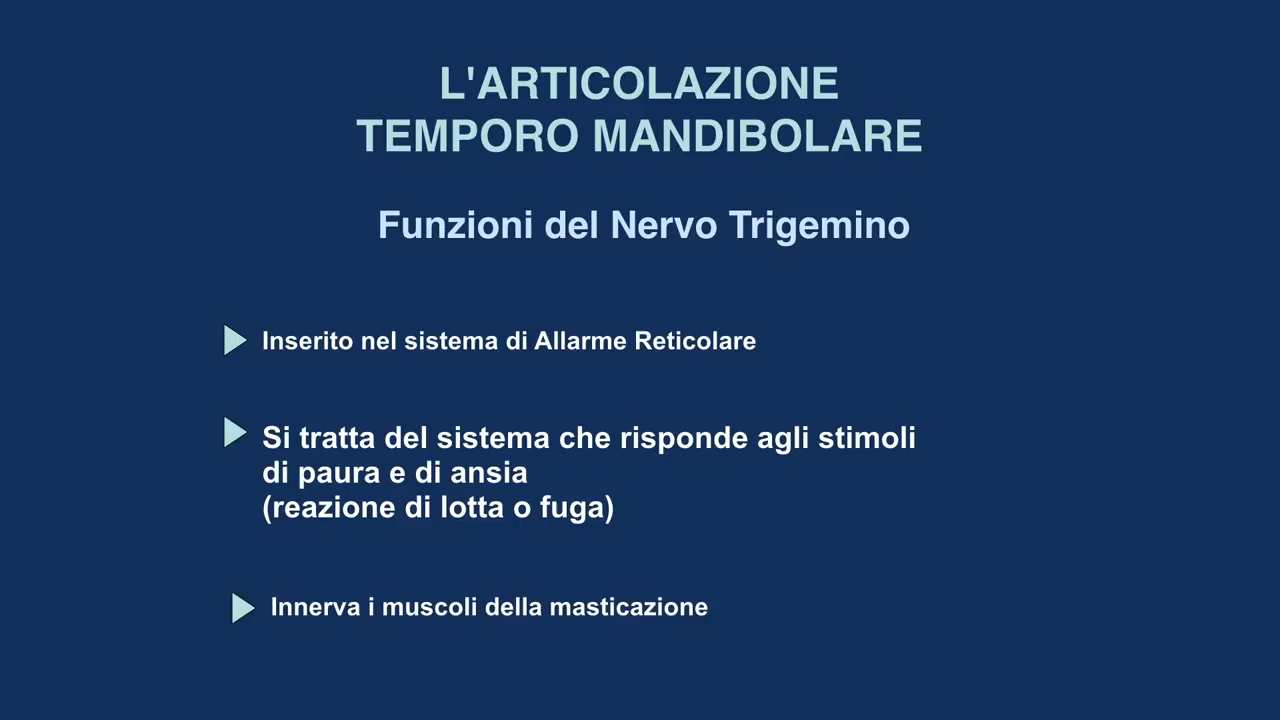 L'ARTICOLAZIONE
TEMPORO MANDIBOLARE
Funzioni del Nervo Trigemino
Inserito nel sistema di Allarme Reticolare
Si tratta del sistema che risponde agli stimoli
di paura e di ansia
(reazione di lotta o fuga)
Innerva i muscoli della masticazione